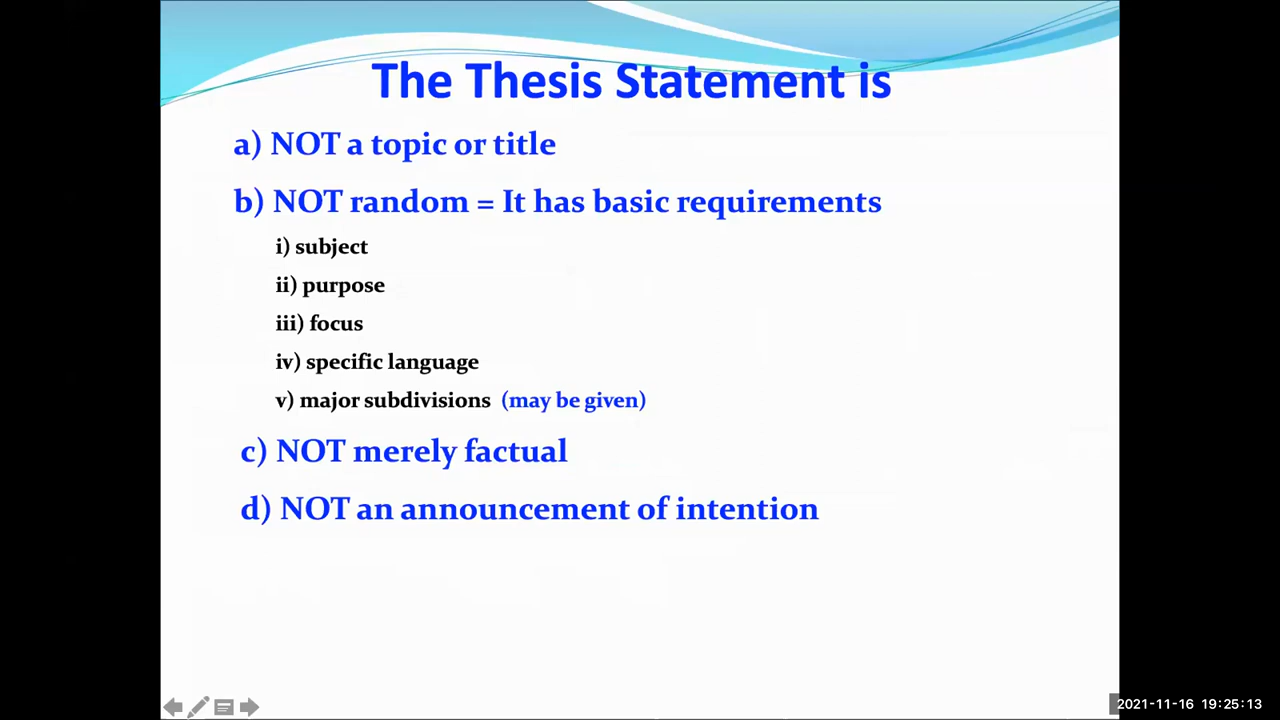 The Thesis Statement is
a) NOT a topic or title
b) NOT random = It has basic requirements
i) subject
ii) purpose
iii) focus
iv) specific language
v) major subdivisions (may be given)
c) NOT merely factual
d) NOT an announcement of intention
2021-11-16 19:25:13